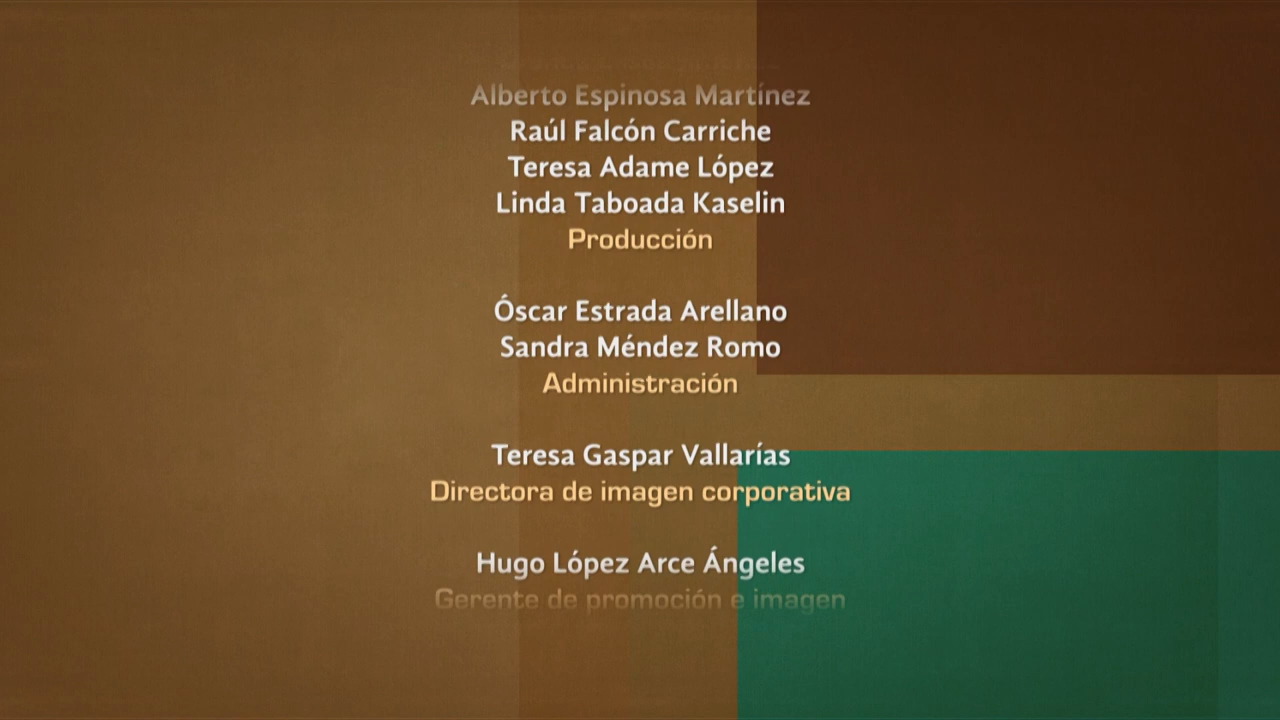 Alberto Espinosa Martínez
Raúl Falcón Carriche
Teresa Adame López
Linda Taboada Kaselin
Producción
Óscar Estrada Arellano
Sandra Méndez Romo
Administración
Teresa Gaspar Vallarías
Directora de imagen corporativa
Hugo López Arce Ángeles
Gerente de promoción e imagen